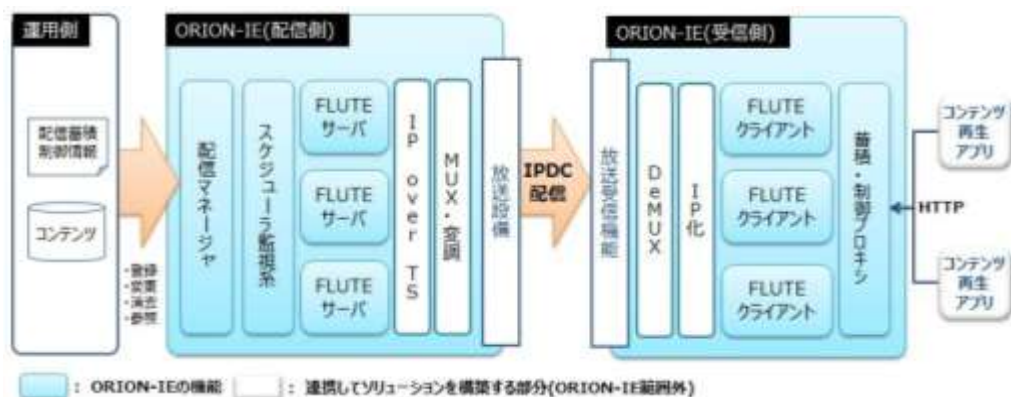 運用側
配信蓄積
制御情報
コンテンツ
・登録
・変更
・消去
・参照
ORION-IE(配信側)
配信マネージャ
スケジューラ監視系
FLUTE
サーバ
FLUTE
サーバ
FLUTE
サーバ
IP over TS
MUX・変調
放送設備
IPDC
配信
ORION-IE(受信側)
放送受信機能
DeMUX
IP化
FLUTE
クライアント
FLUTE
クライアント
FLUTE
クライアント
蓄積・制御プロキシ
HTTP
コンテンツ
再生
アプリ
コンテンツ
再生
アプリ
: ORION-IEの機能
: 連携してソリューションを構築する部分(ORION-IE範囲外)